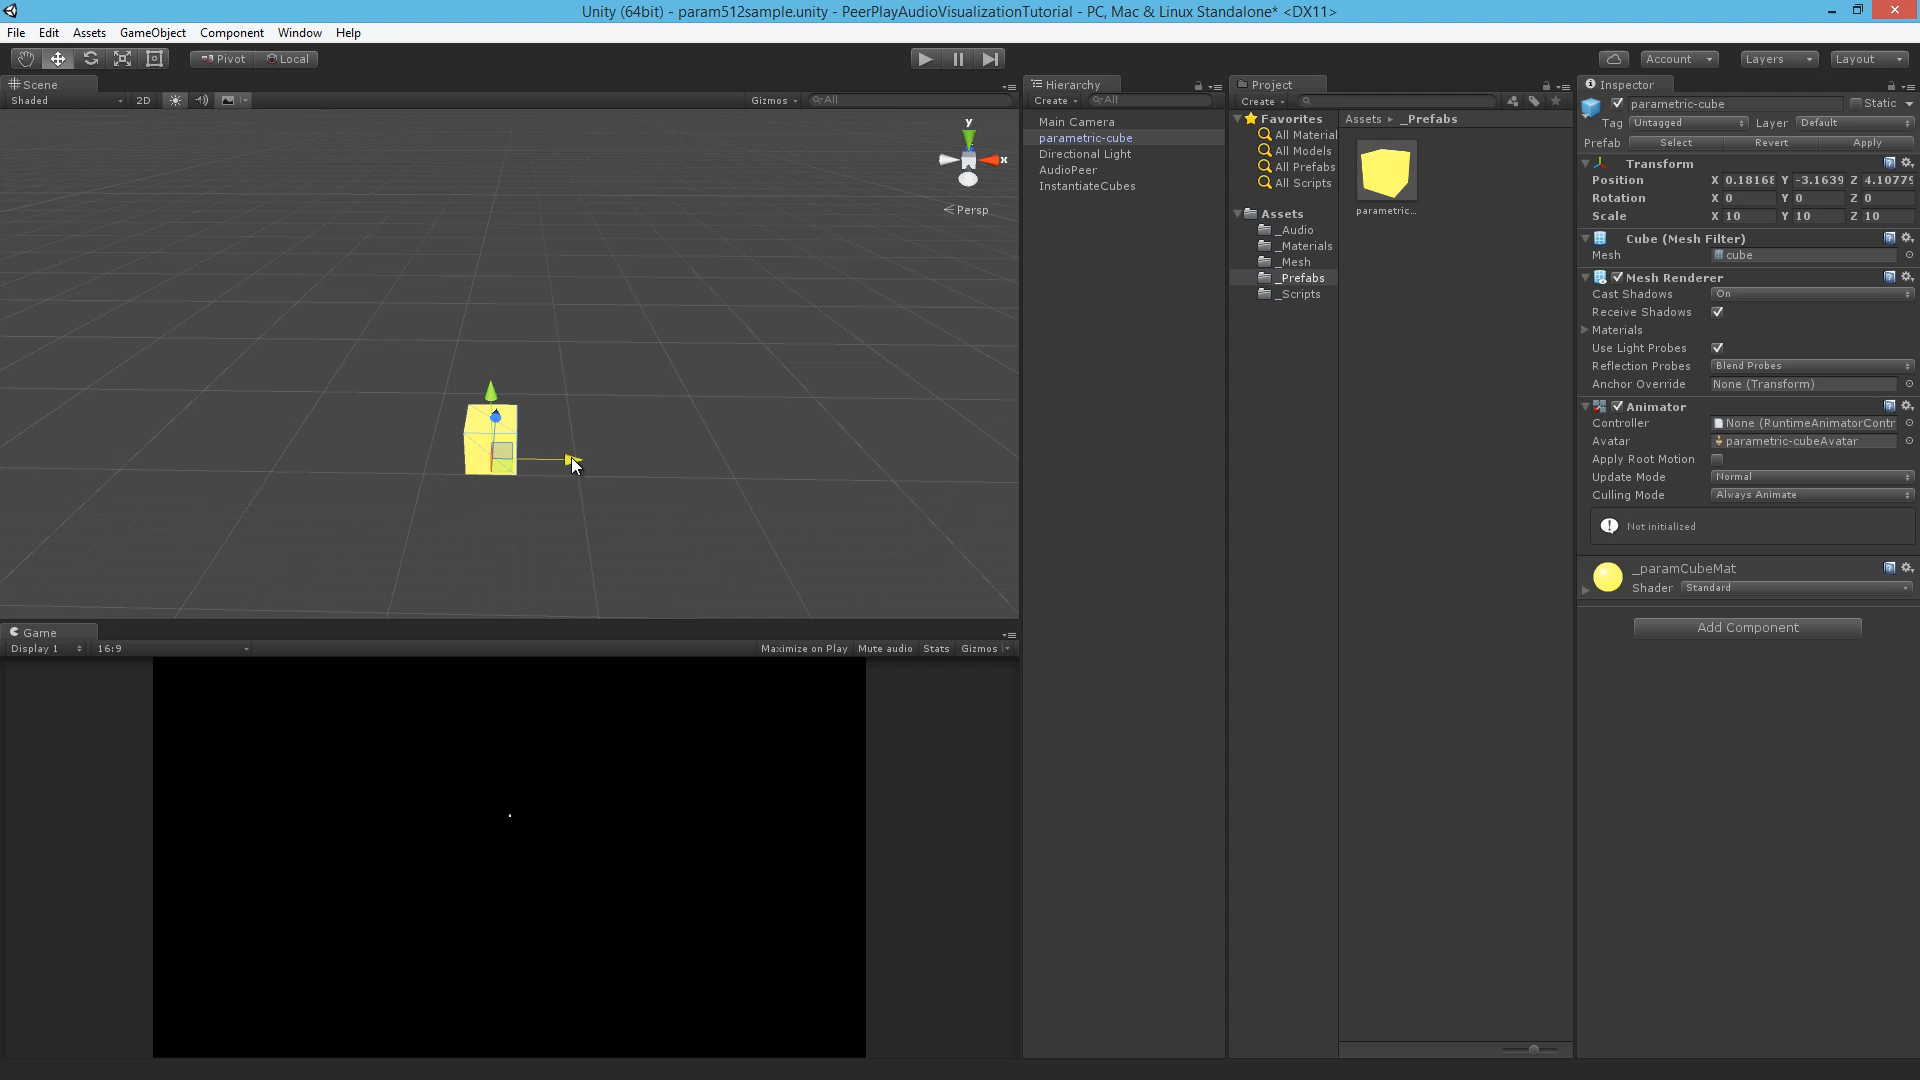 Unity (64bit) - param512sample.unity - PeerPlayAudioVisualizationTutorial - PC, Mac & Linux Standalone* <DX11>
File Edit Assets GameObject Component Window Help
Pivot Local Account Layers Layout
Scene
Shaded 2D Gizmos All
y
x
Persp
Game
Display 1 16:9 Maximize on Play Mute audio Stats Gizmos
Hierarchy
Create All
Main Camera
parametric-cube
Directional Light
AudioPeer
InstantiateCubes
Project
Create
Favorites
All Material
All Models
All Prefabs
All Scripts
Assets
_Audio
_Materials
_Mesh
_Prefabs
_Scripts
Assets _Prefabs
parametric...
Inspector
parametric-cube Static
Tag Untagged Layer Default
Prefab Select Revert Apply
Transform
Position X 0.18168 Y -3.1639 Z 4.10779
Rotation X 0 Y 0 Z 0
Scale X 10 Y 10 Z 10
Cube (Mesh Filter)
Mesh cube
Mesh Renderer
Cast Shadows On
Receive Shadows
Materials
Use Light Probes
Reflection Probes Blend Probes
Anchor Override None (Transform)
Animator
Controller None (RuntimeAnimatorContr
Avatar parametric-cubeAvatar
Apply Root Motion
Update Mode Normal
Culling Mode Always Animate
Not initialized
_paramCubeMat
Shader Standard
Add Component